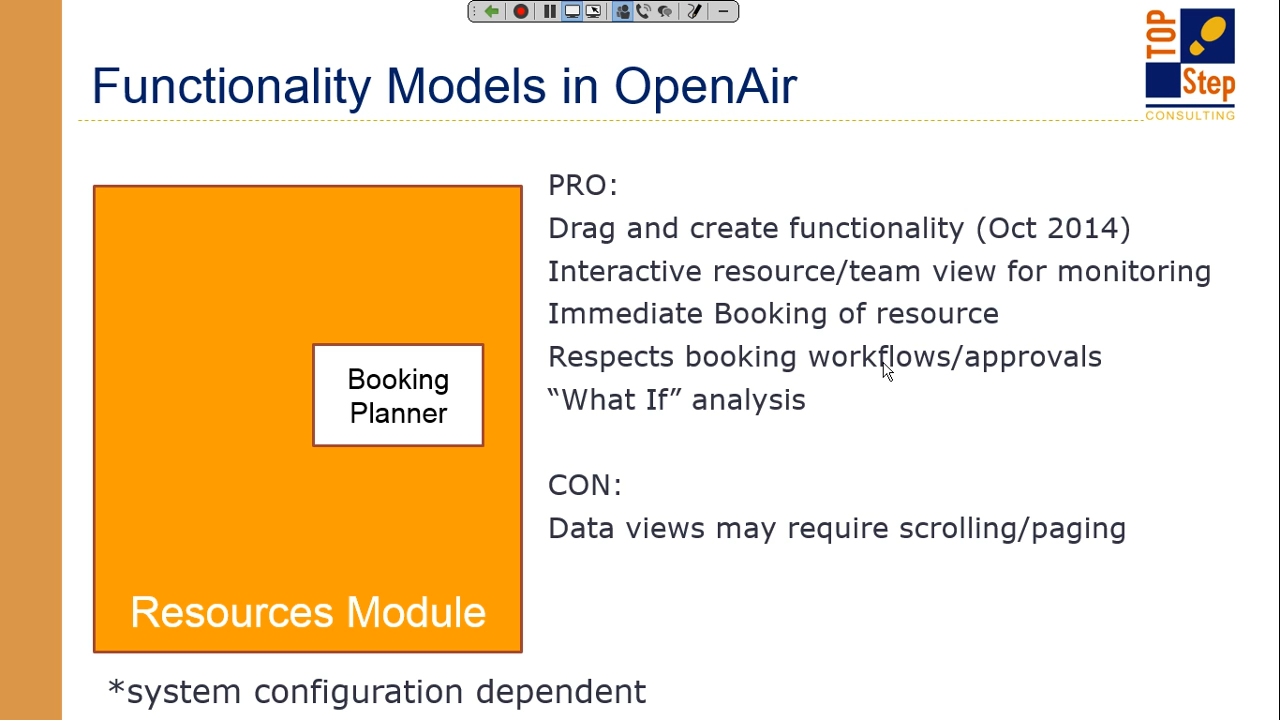 TOP
Step
CONSULTING
Functionality Models in OpenAir
PRO:
Drag and create functionality (Oct 2014)
Interactive resource/team view for monitoring
Immediate Booking of resource
Respects booking workflows/approvals
“What If” analysis
CON:
Data views may require scrolling/paging
Booking
Planner
Resources Module
*system configuration dependent